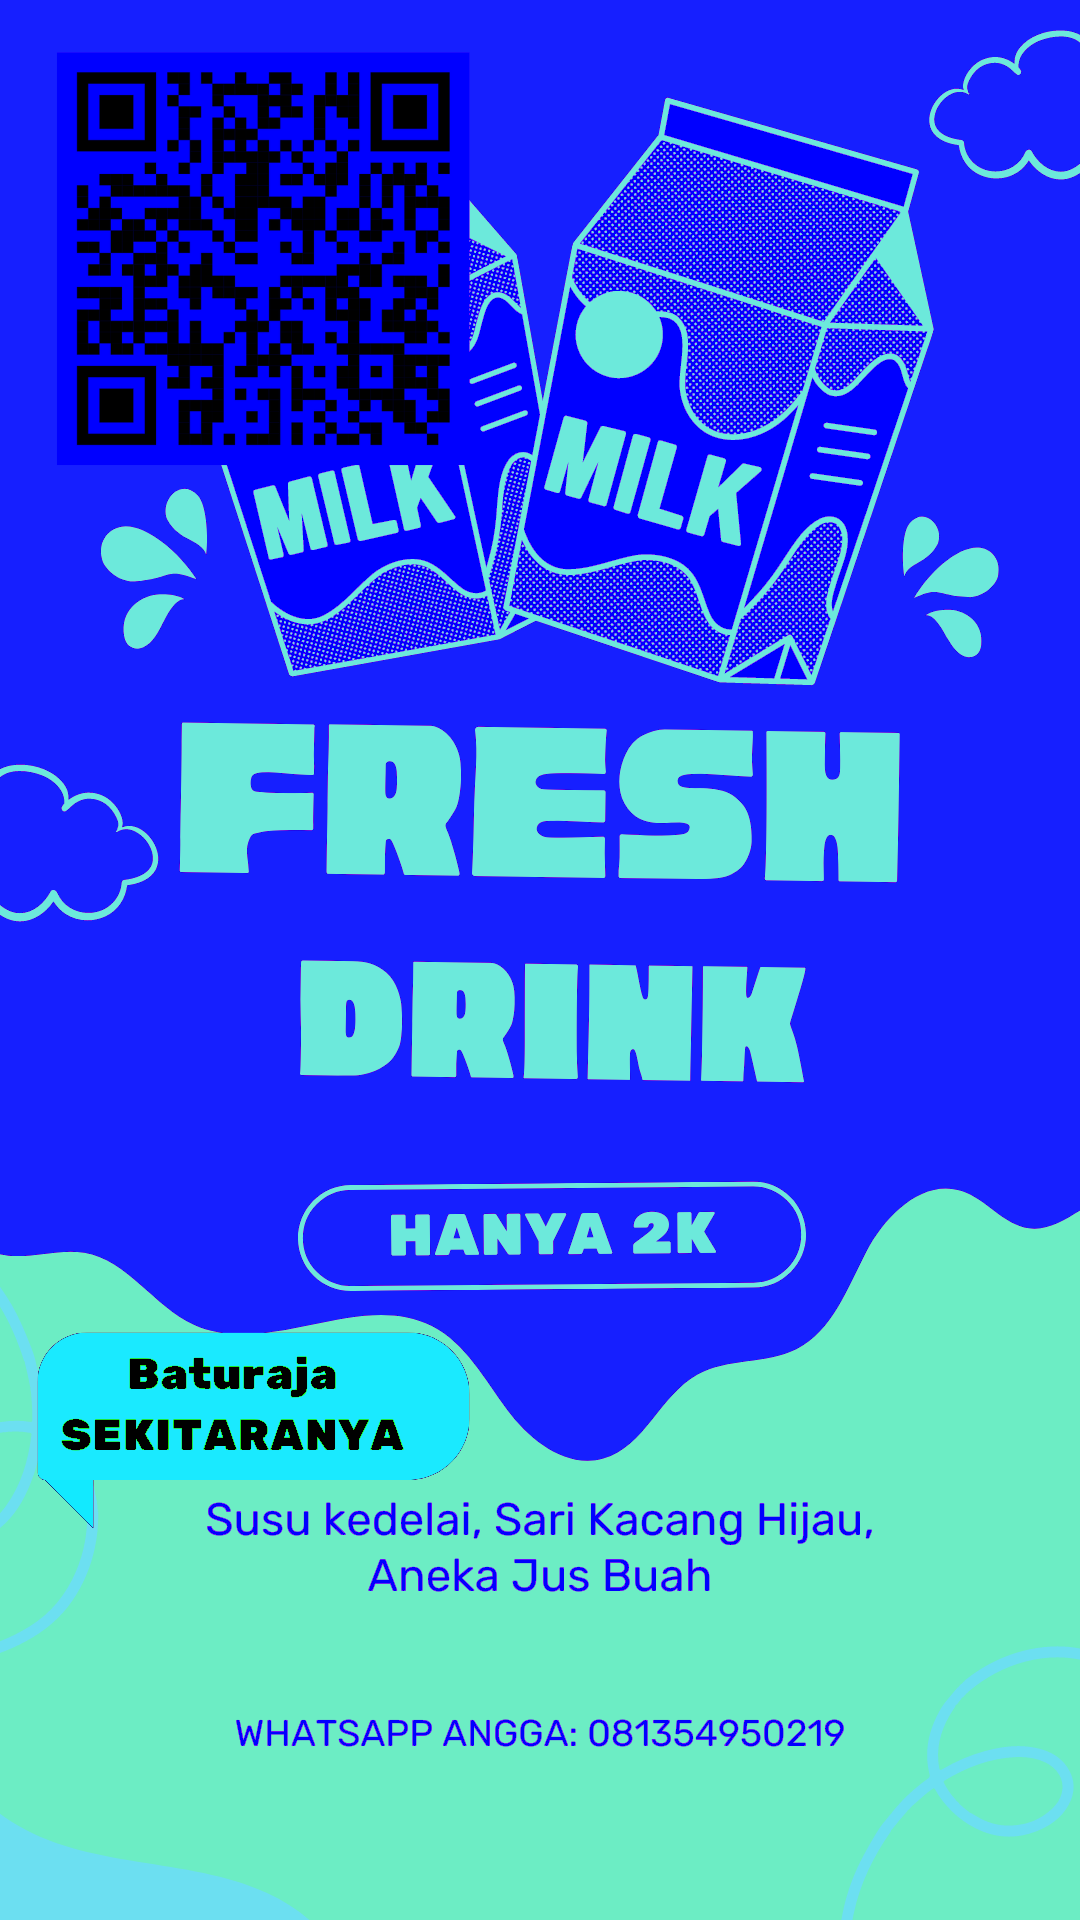 MILK
MILK
FRESH
DRINK
HANYA 2K
Baturaja
SEKITARANYA
Susu kedelai, Sari Kacang Hijau,
Aneka Jus Buah
WHATSAPP ANGGA: 081354950219